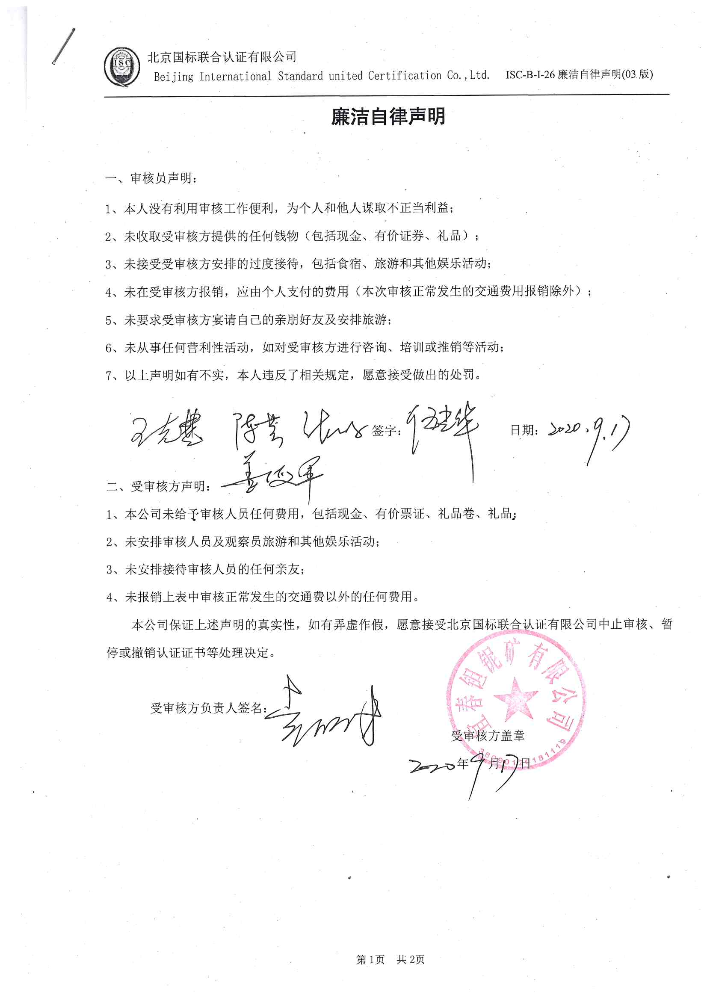 ISC
北京国标联合认证有限公司
Beijing International Standard united Certification Co.,Ltd. ISC-B-I-26 廉洁自律声明(03.版)
廉洁自律声明
一、审核员声明：
1、本人没有利用审核工作便利，为个人和他人谋取不正当利益；
2、未收取受审核方提供的任何钱物（包括现金、有价证券、礼品）；
3、未接受受审核方安排的过度接待，包括食宿、旅游和其他娱乐活动；
4、未在受审核方报销，应由个人支付的费用（本次审核正常发生的交通费用报销除外）；
5、未要求受审核方宴请自己的亲朋好友及安排旅游；
6、未从事任何营利性活动，如对受审核方进行咨询、培训或推销等活动；
7、以上声明如有不实，本人违反了相关规定，愿意接受做出的处罚。
签字：伍建华 日期：2020.9.17
二、受审核方声明：
1、本公司未给予审核人员任何费用，包括现金、有价票证、礼品卷、礼品；
2、未安排审核人员及观察员旅游和其他娱乐活动；
3、未安排接待审核人员的任何亲友；
4、未报销上表中审核正常发生的交通费以外的任何费用。
本公司保证上述声明的真实性，如有弄虚作假，愿意接受北京国标联合认证有限公司中止审核、暂
停或撤销认证证书等处理决定。
宜春钽铌矿有限公司
受审核方负责人签名：
受审核方盖章
2020年9月17日
第1页 共2页